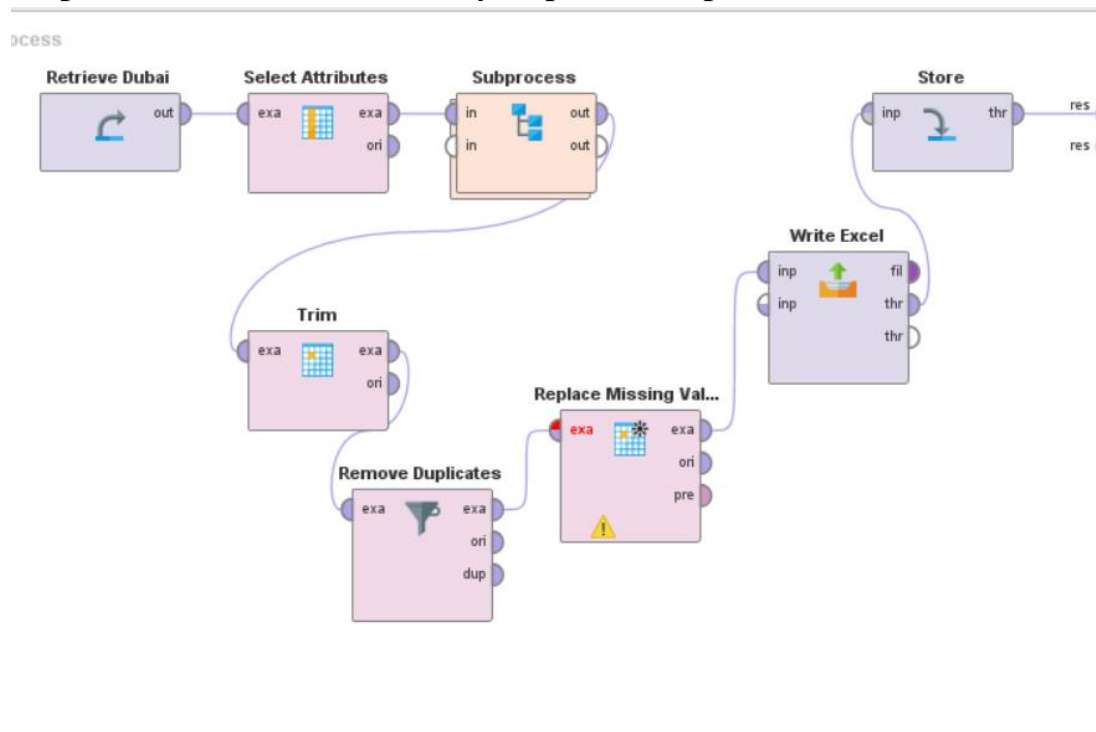 ocess
Retrieve Dubai
out
Select Attributes
exa exa
ori
Subprocess
in out
in out
Store
inp thr
res
res
Write Excel
inp fil
inp thr
thr
Trim
exa exa
ori
Replace Missing Val...
exa exa
ori
pre
Remove Duplicates
exa exa
ori
dup